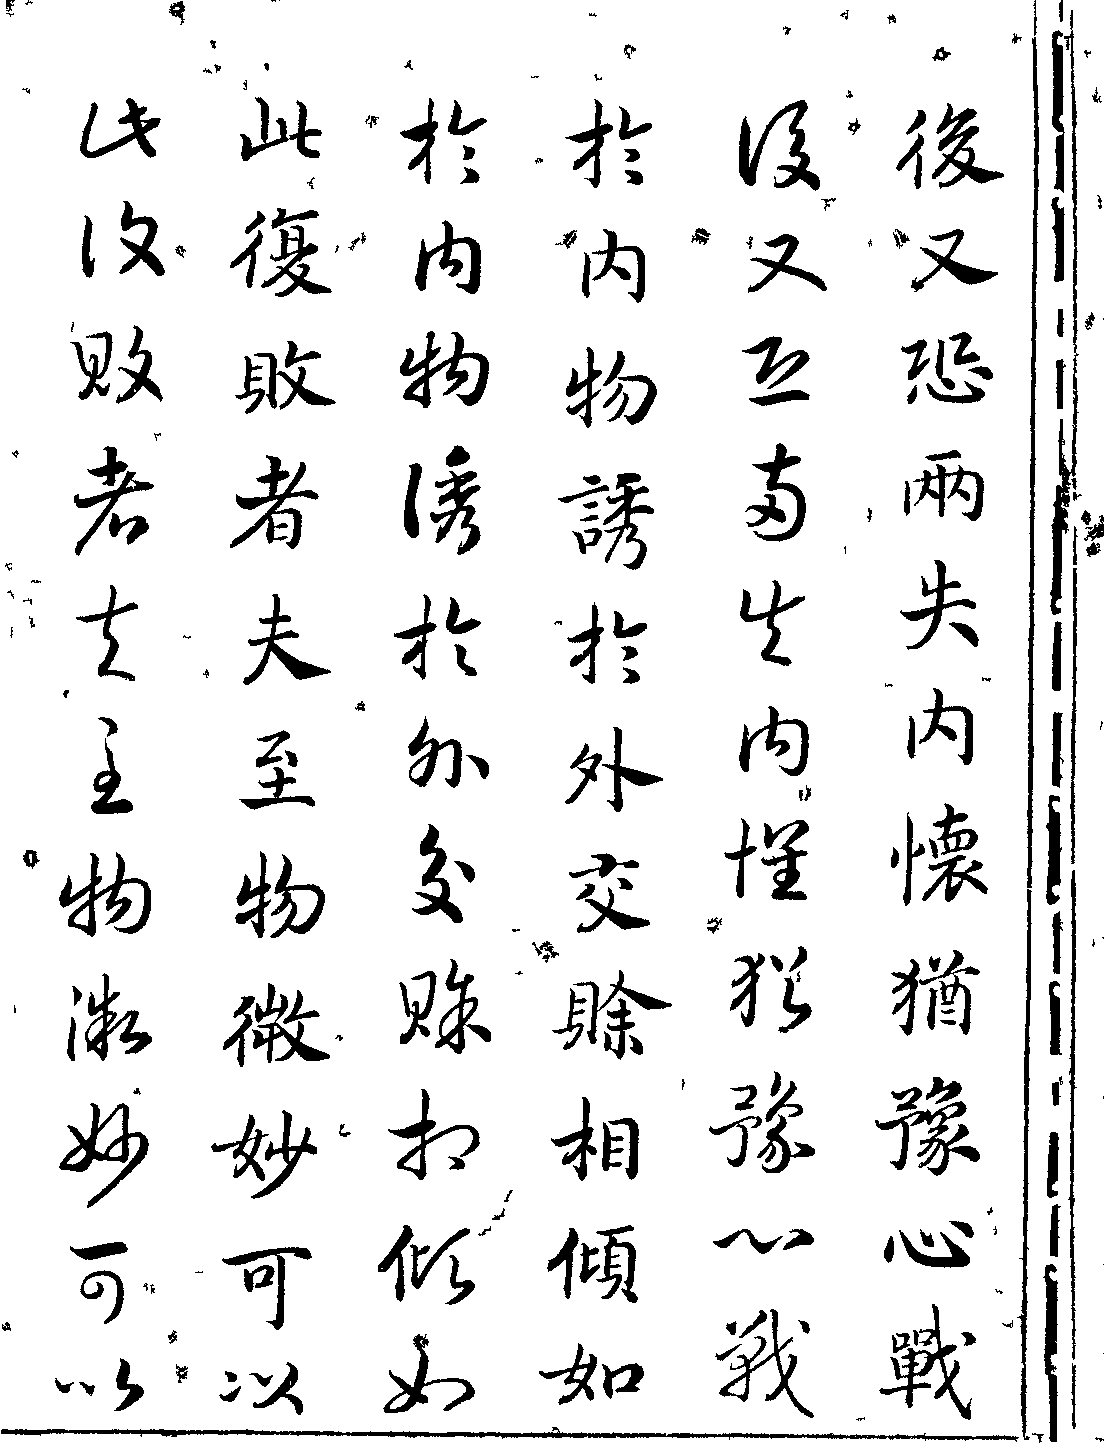 後又恐兩失內懷猶豫心戰
後又恐兩失內懷猶豫心戰
於內物誘於外交賒相傾如
於內物誘於外交賒相傾如
此復敗者夫至物微妙可以
此復敗者夫至物微妙可以